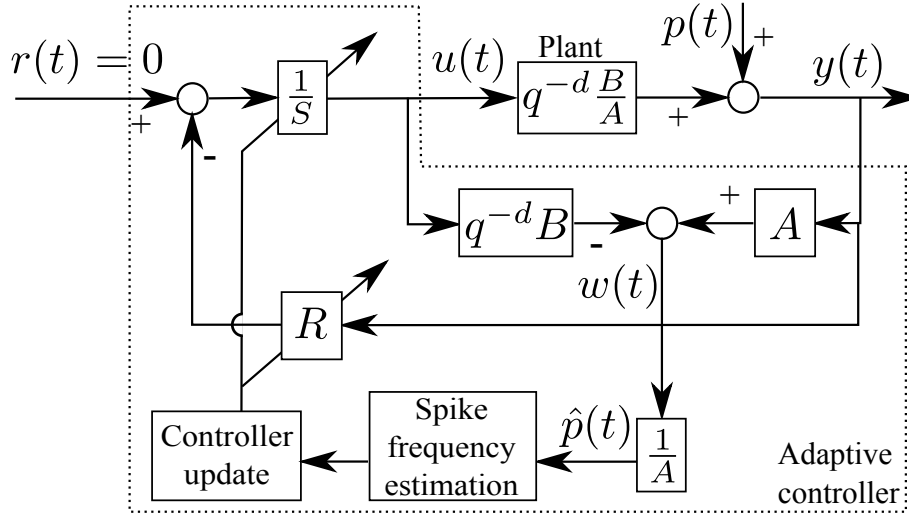 r(t) = 0
+
-
1/S
u(t)
Plant
q^{-d} B/A
+
p(t)
+
y(t)
q^{-d}B
-
+
A
w(t)
R
Controller
update
Spike
frequency
estimation
p̂(t)
1/A
Adaptive
controller